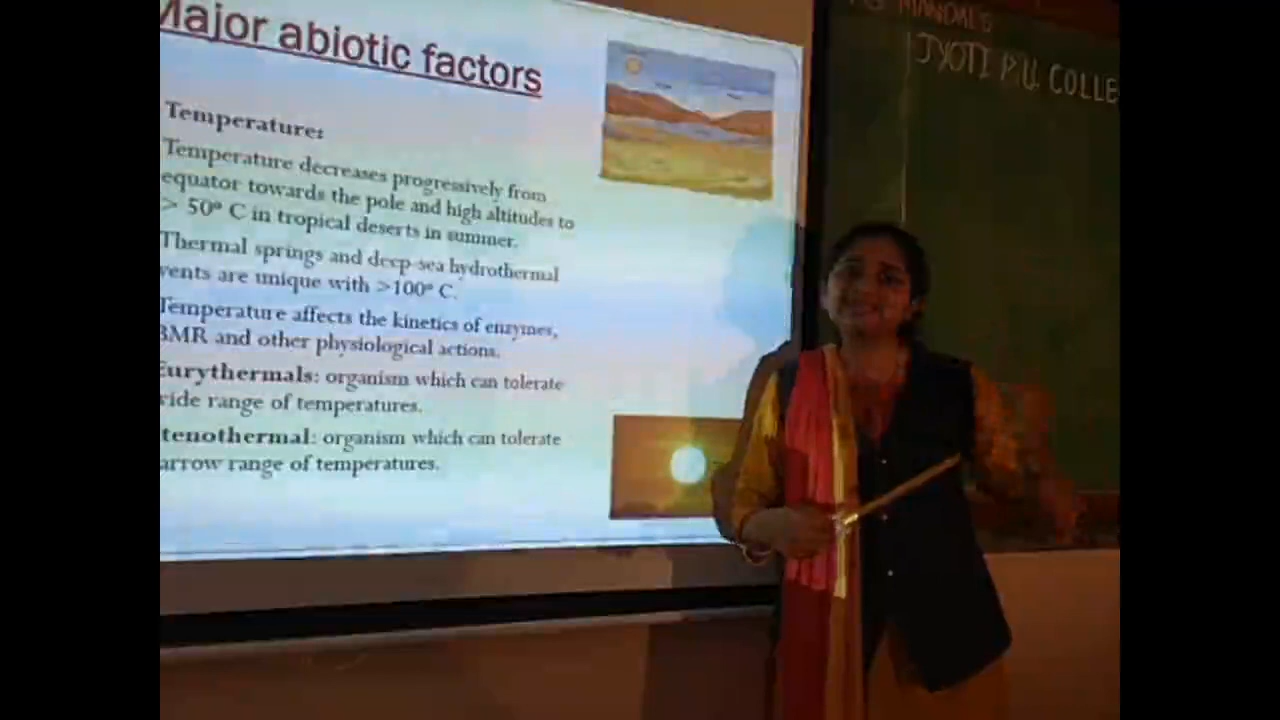 Major abiotic factors
Temperature:
Temperature decreases progressively from
equator towards the pole and high altitudes to
> 50° C in tropical deserts in summer.
Thermal springs and deep-sea hydrothermal
vents are unique with >100° C.
Temperature affects the kinetics of enzymes,
BMR and other physiological actions.
Eurythermals: organism which can tolerate
wide range of temperatures.
tenothermal: organism which can tolerate
arrow range of temperatures.
MANDAL'S
JYOTI P.U. COLLE